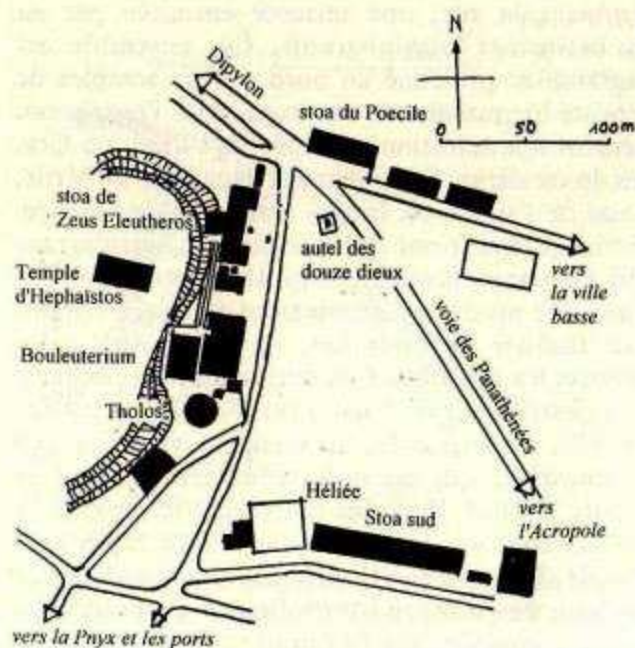 N
0 50 100m
Dipylon
stoa du Poecile
stoa de
Zeus Eleutheros
autel des
douze dieux
vers
la ville
basse
Temple
d'Hephaïstos
Bouleuterium
voie des Panathénées
Tholos
Héliée
Stoa sud
vers
l'Acropole
vers la Pnyx et les ports